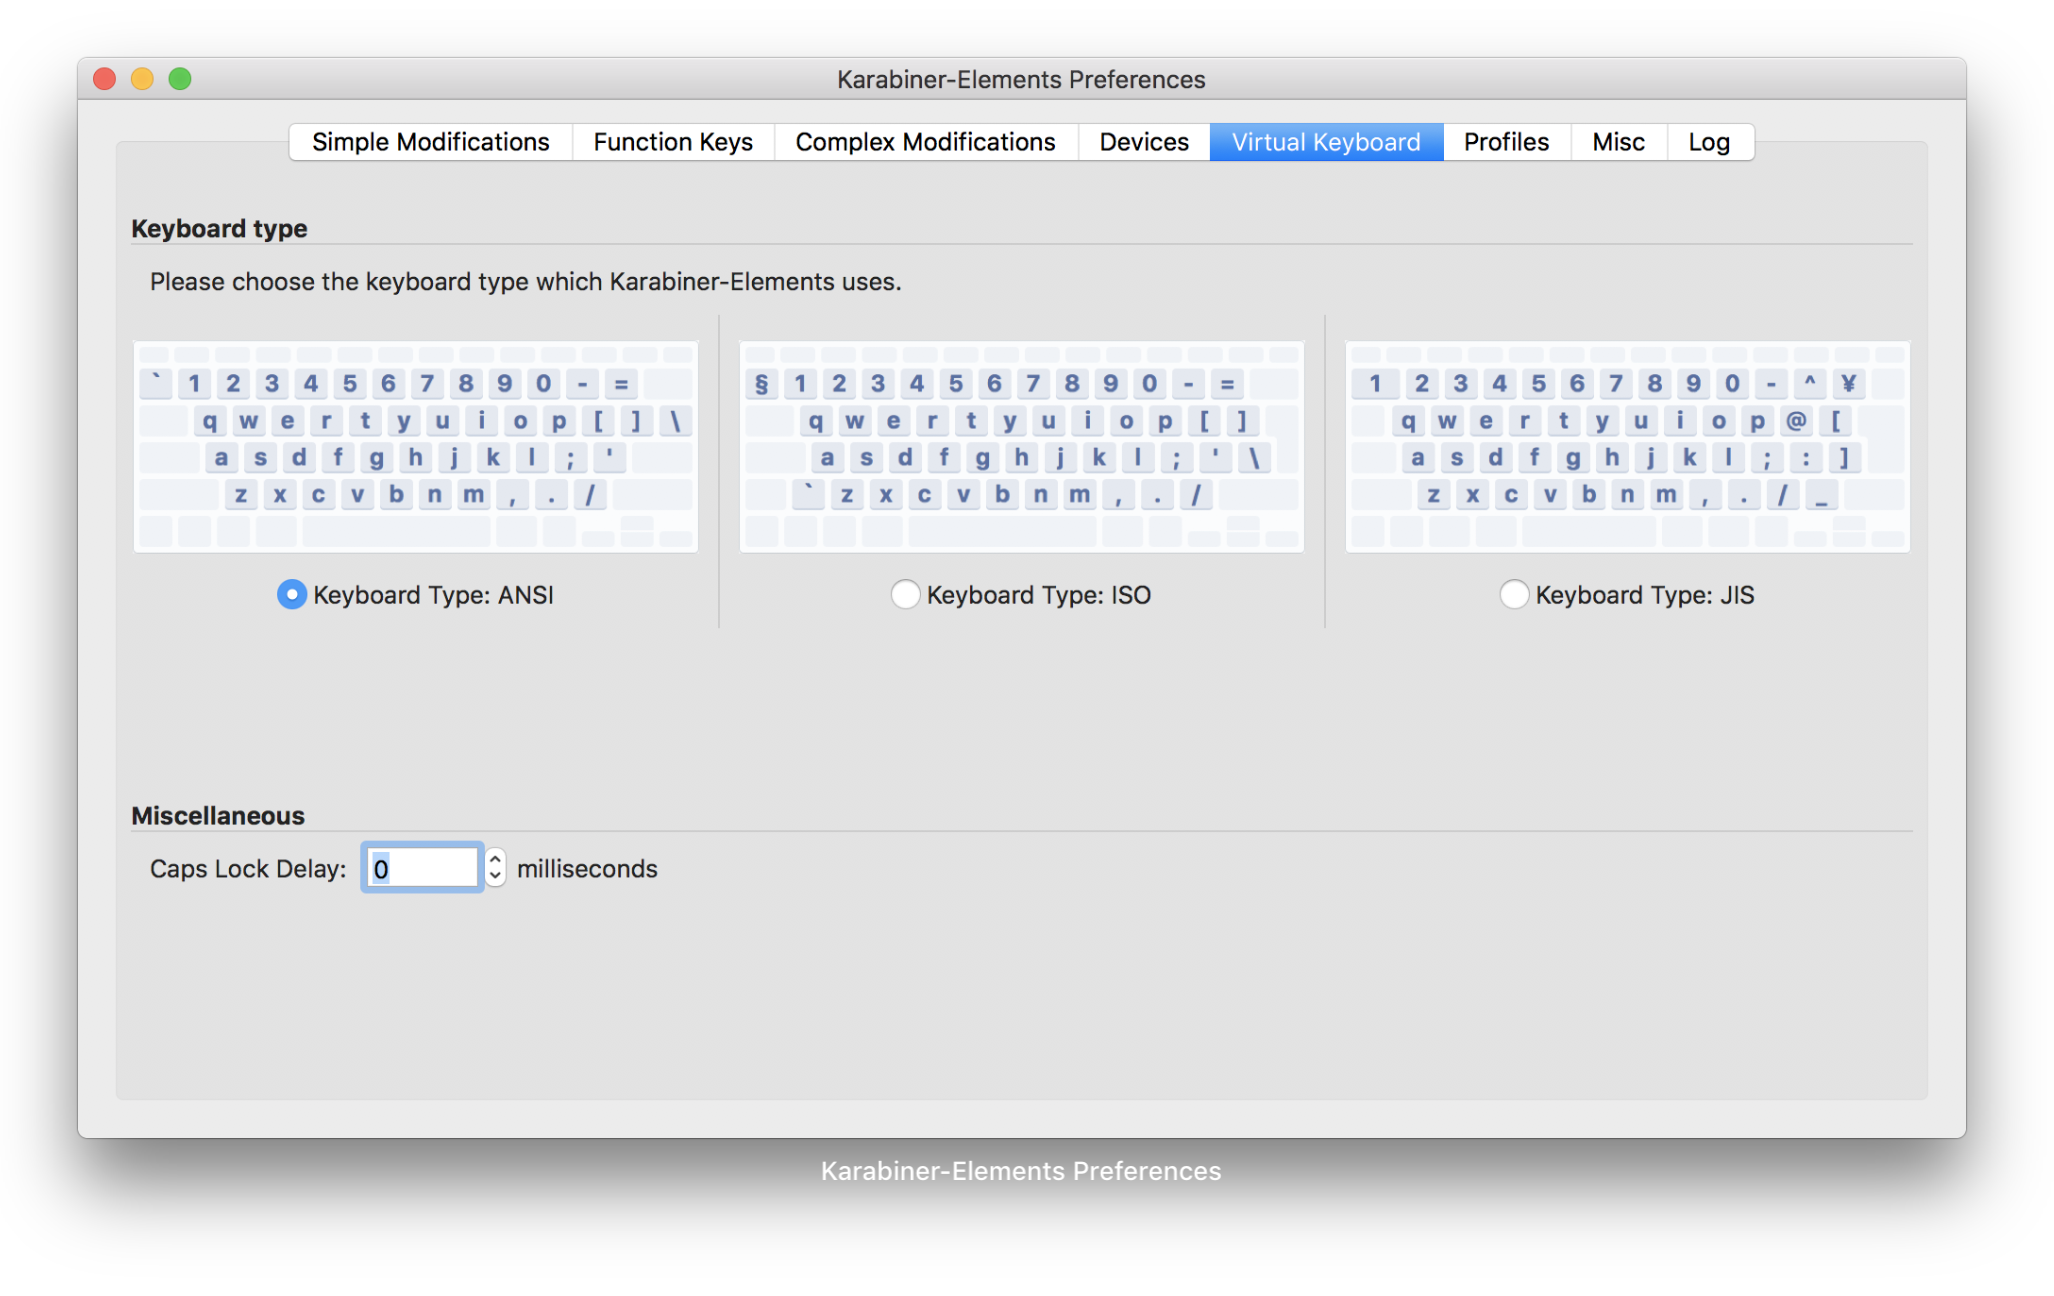 Karabiner-Elements Preferences
Simple Modifications Function Keys Complex Modifications Devices Virtual Keyboard Profiles Misc Log
Keyboard type
Please choose the keyboard type which Karabiner-Elements uses.
` 1 2 3 4 5 6 7 8 9 0 - =
q w e r t y u i o p [ ] \
a s d f g h j k l ; '
z x c v b n m , . /
Keyboard Type: ANSI
§ 1 2 3 4 5 6 7 8 9 0 - =
q w e r t y u i o p [ ]
a s d f g h j k l ; ' \
` z x c v b n m , . /
Keyboard Type: ISO
1 2 3 4 5 6 7 8 9 0 - ^ ¥
q w e r t y u i o p @ [
a s d f g h j k l ; : ]
z x c v b n m , . / _
Keyboard Type: JIS
Miscellaneous
Caps Lock Delay: 0 milliseconds
Karabiner-Elements Preferences